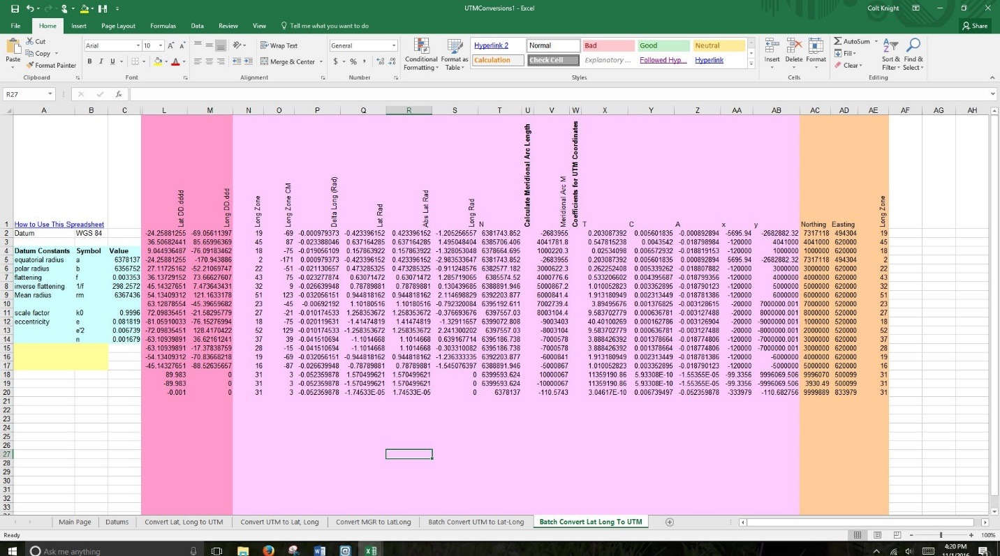 UTMConversions1 - Excel
Colt Knight
File Home Insert Page Layout Formulas Data Review View Tell me what you want to do
Share
Paste Cut Copy Format Painter
Arial 10 Wrap Text General
B I U Merge & Center $ % ,
Conditional Formatting Format as Table
Hyperlink 2 Normal Bad Good Neutral
Calculation Check Cell Explanatory ... Followed Hyp... Hyperlink
Insert Delete Format
AutoSum Fill Clear Sort & Filter Find & Select
Clipboard Font Alignment Number Styles Cells Editing
R27 fx
A B C L M N O P Q R S T U V W X Y Z AA AB AC AD AE AF AG AH
1 How to Use This Spreadsheet Lat DD dddd Long DD.ddd Long Zone Long Zone CM Delta Long (Rad) Lat Rad Abs Lat Rad Long Rad N Calculate Meridional Arc Length Meridional Arc M Coefficients for UTM Coordinates T C A x y Northing Easting Long Zone
2 Datum WGS 84 -24.25881255 -69.05611397 19 -69 -0.000979373 -0.423396152 0.423396152 -1.205256557 6381743.852 -2683955 0.203087392 0.005601835 -0.000892894 -5695.94 -2682882.32 7317118 494304 19
3 36.50682441 85.65996369 45 87 -0.023388046 0.637164285 0.637164285 1.495048404 6385706.406 4041781.8 0.547815238 0.0043542 -0.018798984 -120000 4041000 4041000 620000 45
4 Datum Constants Symbol Value 9.044936487 -76.09183462 18 -75 -0.019056109 0.157863922 0.157863922 -1.328053048 6378664.695 1000220.3 0.02534098 0.006572932 -0.018819153 -120000 1000000 1000000 620000 18
5 equatorial radius a 6378137 -24.25881255 -170.943886 2 -171 0.000979373 -0.423396152 0.423396152 -2.983533647 6381743.852 -2683955 0.203087392 0.005601835 0.000892894 5695.94 -2682882.32 7317118 494304 2
6 polar radius b 6356752 27.11725162 -52.21069747 22 -51 -0.021130657 0.473285325 0.473285325 -0.911248576 6382577.182 3000622.3 0.262252408 0.005339262 -0.018807882 -120000 3000000 3000000 620000 22
7 flattening f 0.003353 36.13729152 73.66627607 43 75 -0.023277874 0.63071472 0.63071472 1.285719065 6385574.52 4000776.6 0.533206602 0.004395687 -0.018799356 -120000 4000000 4000000 620000 43
8 inverse flattening 1/f 298.2572 45.14327651 7.473643431 32 9 -0.026639948 0.78789881 0.78789881 0.130439685 6388891.946 5000867.2 1.010052823 0.003352895 -0.018790123 -120000 5000000 5000000 620000 32
9 Mean radius rm 6367436 54.13409312 121.1633178 51 123 -0.032056151 0.944818162 0.944818162 2.114698829 6392203.877 6000841.4 1.913180949 0.002313449 -0.018781386 -120000 6000000 6000000 620000 51
10 63.12878554 -45.39659682 23 -45 -0.00692192 1.10180516 1.10180516 -0.792320084 6395192.611 7002739.4 3.89495676 0.001376825 -0.003128615 -20000 7000000.001 7000000 520000 23
11 scale factor k0 0.9996 72.09835451 -21.58295779 27 -21 -0.010174533 1.258353672 1.258353672 -0.376693676 6397557.03 8003104.4 9.583702779 0.000636781 -0.003127488 -20000 8000000.001 8000000 520000 27
12 eccentricity e 0.081819 -81.05910033 -76.15276994 18 -75 -0.020119631 -1.41474819 1.41474819 -1.32911657 6399072.808 -9003403 40.40100269 0.000162786 -0.003126904 -20000 -9000000.001 1000000 520000 18
13 e'2 0.006739 -72.09835451 128.4170422 52 129 -0.010174533 -1.258353672 1.258353672 2.241300202 6397557.03 -8003104 9.583702779 0.000636781 -0.003127488 -20000 -8000000.001 2000000 520000 52
14 n 0.001679 -63.10939891 36.62161241 37 39 -0.041510694 -1.1014668 1.1014668 0.639167714 6395186.738 -7000578 3.888426392 0.001378664 -0.018774806 -120000 -7000000.001 3000000 620000 37
15 -63.10939891 -17.37838759 28 -15 -0.041510694 -1.1014668 1.1014668 -0.303310082 6395186.738 -7000578 3.888426392 0.001378664 -0.018774806 -120000 -7000000.001 3000000 620000 28
16 -54.13409312 -70.83668218 19 -69 -0.032056151 -0.944818162 0.944818162 -1.236333335 6392203.877 -6000841 1.913180949 0.002313449 -0.018781386 -120000 -6000000 4000000 620000 19
17 -45.14327651 -88.52635657 16 -87 -0.026639948 -0.78789881 0.78789881 -1.545076397 6388891.946 -5000867 1.010052823 0.003352895 -0.018790123 -120000 -5000000 5000000 620000 16
18 89.983 0 31 3 -0.052359878 1.570499621 1.570499621 0 6399593.624 10000067 11359190.86 5.93308E-10 -1.55355E-05 -99.3356 9996069.506 9996070 500099 31
19 -89.983 0 31 3 -0.052359878 -1.570499621 1.570499621 0 6399593.624 -10000067 11359190.86 5.93308E-10 -1.55355E-05 -99.3356 -9996069.506 3930.49 500099 31
20 -0.001 0 31 3 -0.052359878 -1.74533E-05 1.74533E-05 0 6378137 -110.5743 3.04617E-10 0.006739497 -0.052359878 -333979 -110.682756 9999889 833979 31
21
22
23
24
25
26
27
28
29
30
31
32
33
Main Page Datums Convert Lat, Long to UTM Convert UTM to Lat, Long Convert MGR to LatLong Batch Convert UTM to Lat-Long Batch Convert Lat Long To UTM
Ready 100%
Ask me anything 4:20 PM
11/1/2016